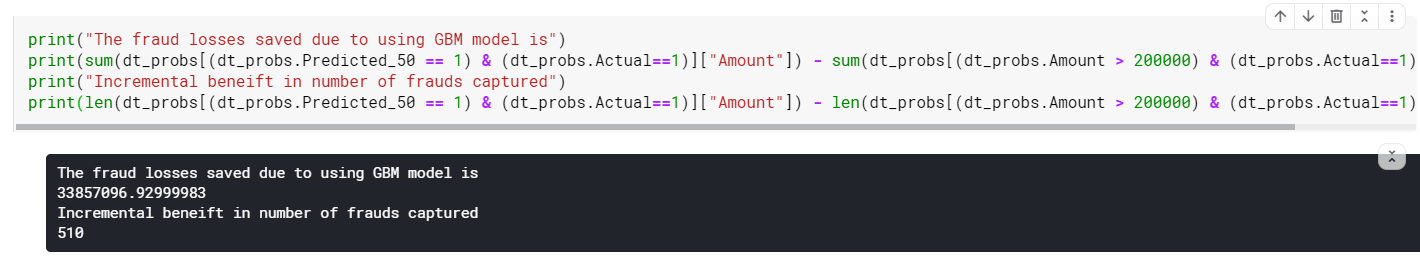 print("The fraud losses saved due to using GBM model is")
print(sum(dt_probs[(dt_probs.Predicted_50 == 1) & (dt_probs.Actual==1)]["Amount"]) - sum(dt_probs[(dt_probs.Amount > 200000) & (dt_probs.Actual==1)
print("Incremental beneift in number of frauds captured")
print(len(dt_probs[(dt_probs.Predicted_50 == 1) & (dt_probs.Actual==1)]["Amount"]) - len(dt_probs[(dt_probs.Amount > 200000) & (dt_probs.Actual==1)
The fraud losses saved due to using GBM model is
33857096.92999983
Incremental beneift in number of frauds captured
510